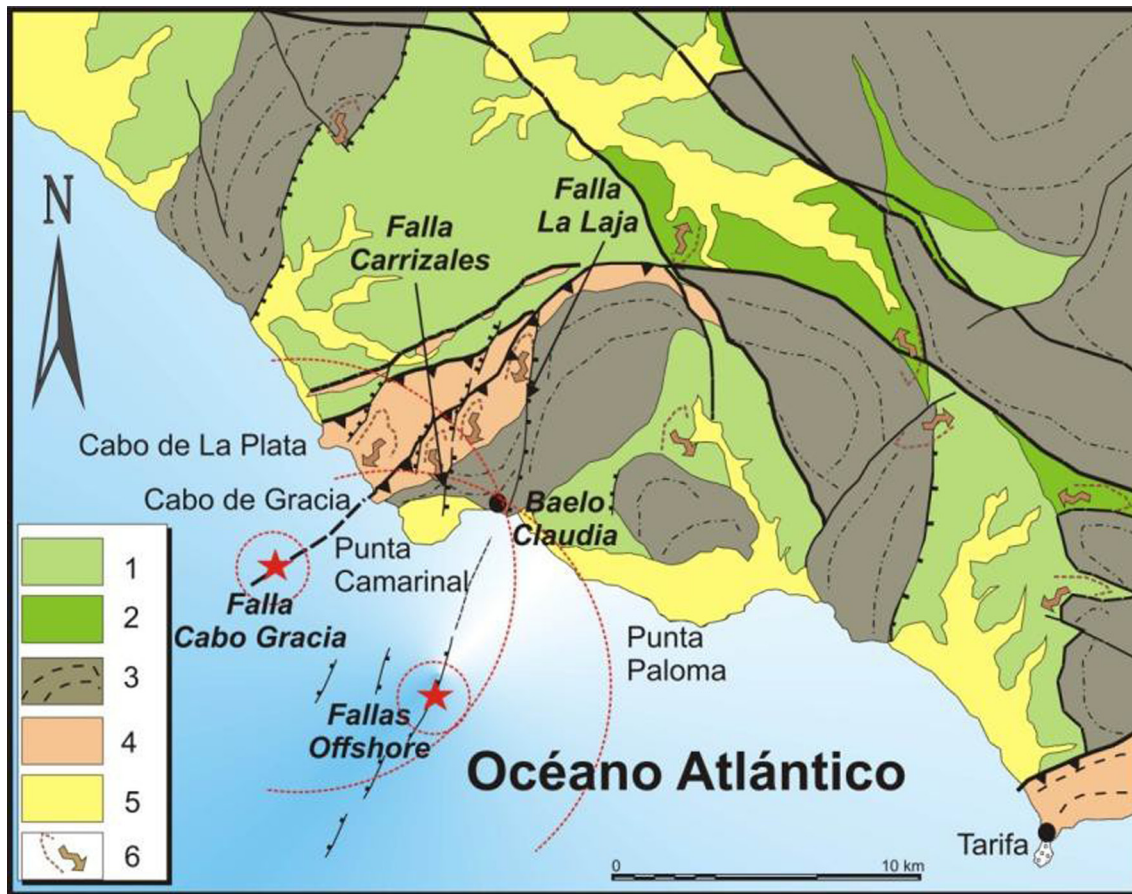 N
Falla
La Laja
Falla
Carrizales
Cabo de La Plata
Cabo de Gracia
Baelo
Claudia
Punta
Camarinal
Falla
Cabo Gracia
Punta
Paloma
Fallas
Offshore
Océano Atlántico
Tarifa
0 10 km
1
2
3
4
5
6